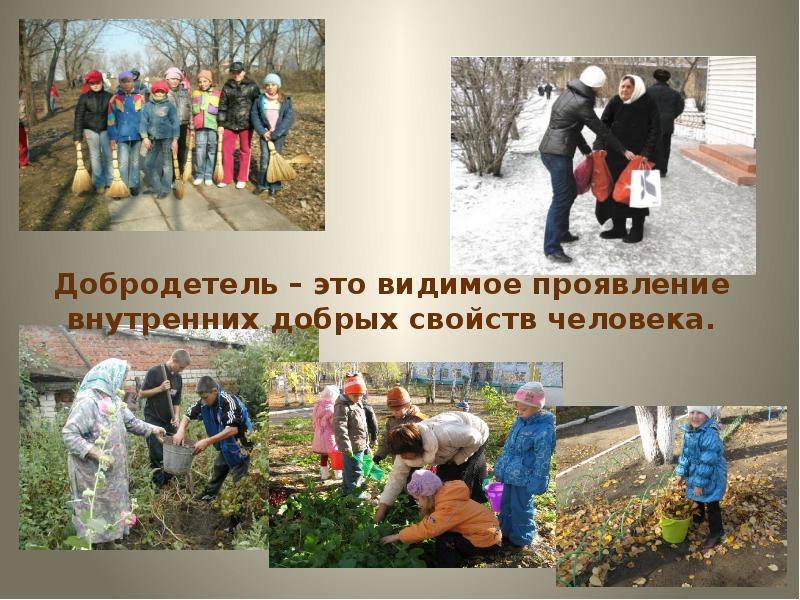 Добродетель – это видимое проявление
внутренних добрых свойств человека.